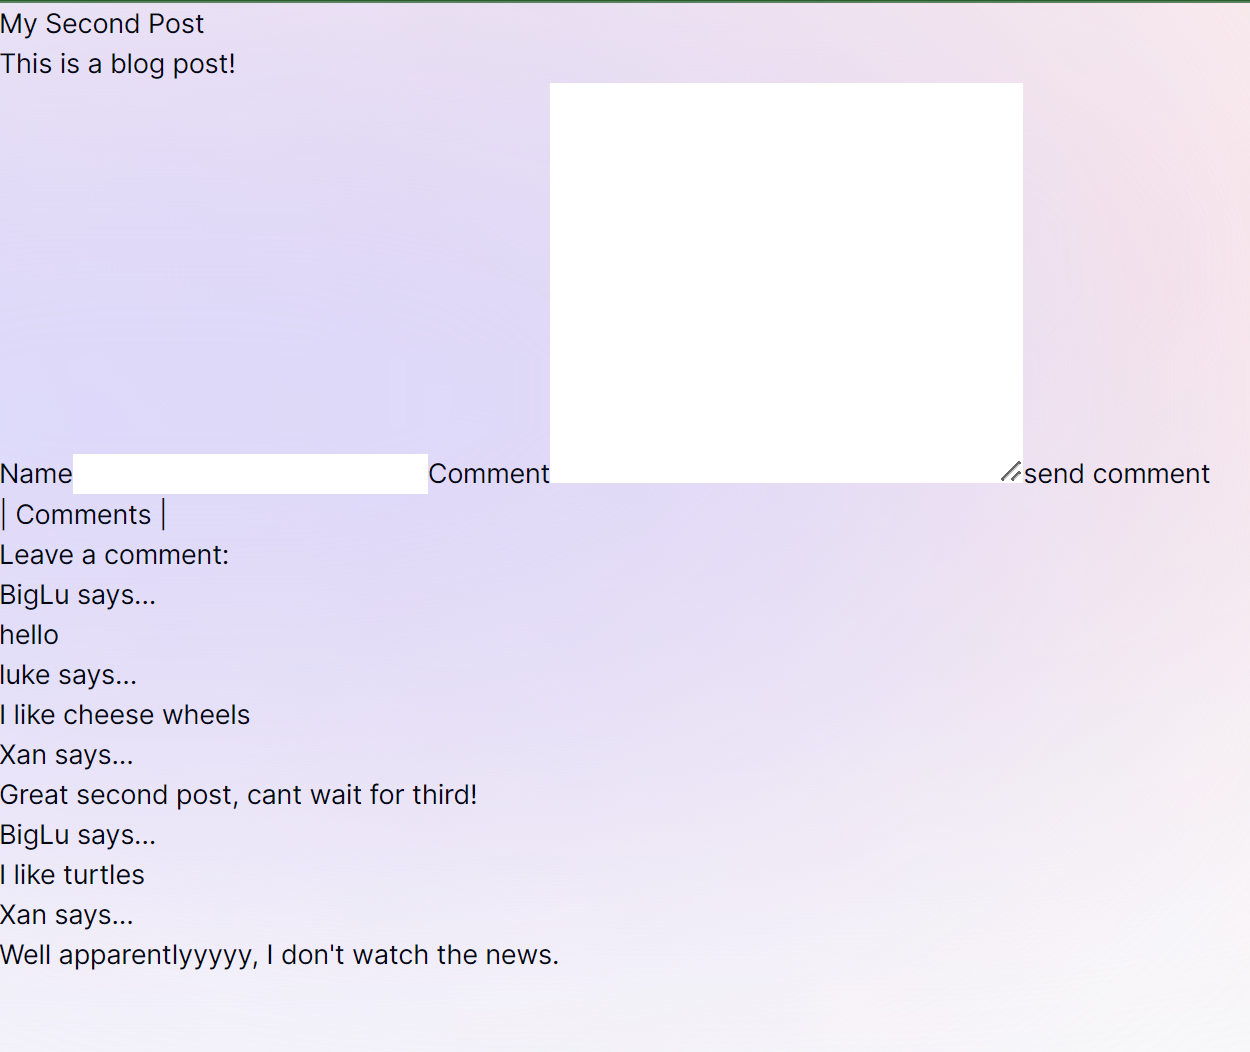 My Second Post
This is a blog post!
Name Comment send comment
| Comments |
Leave a comment:
BigLu says...
hello
luke says...
I like cheese wheels
Xan says...
Great second post, cant wait for third!
BigLu says...
I like turtles
Xan says...
Well apparentlyyyyy, I don't watch the news.